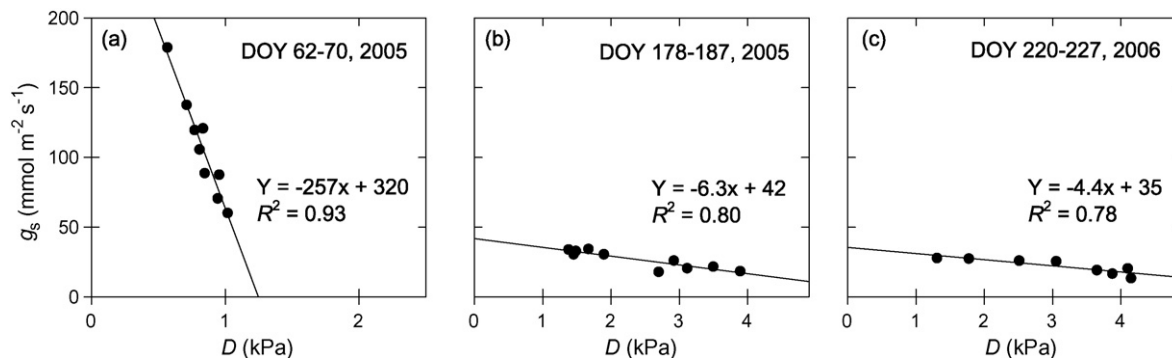 (a)
DOY 62-70, 2005
Y = -257x + 320
R² = 0.93
200
150
100
50
0
gₛ (mmol m⁻² s⁻¹)
0 1 2
D (kPa)
(b)
DOY 178-187, 2005
Y = -6.3x + 42
R² = 0.80
0 1 2 3 4
D (kPa)
(c)
DOY 220-227, 2006
Y = -4.4x + 35
R² = 0.78
0 1 2 3 4
D (kPa)